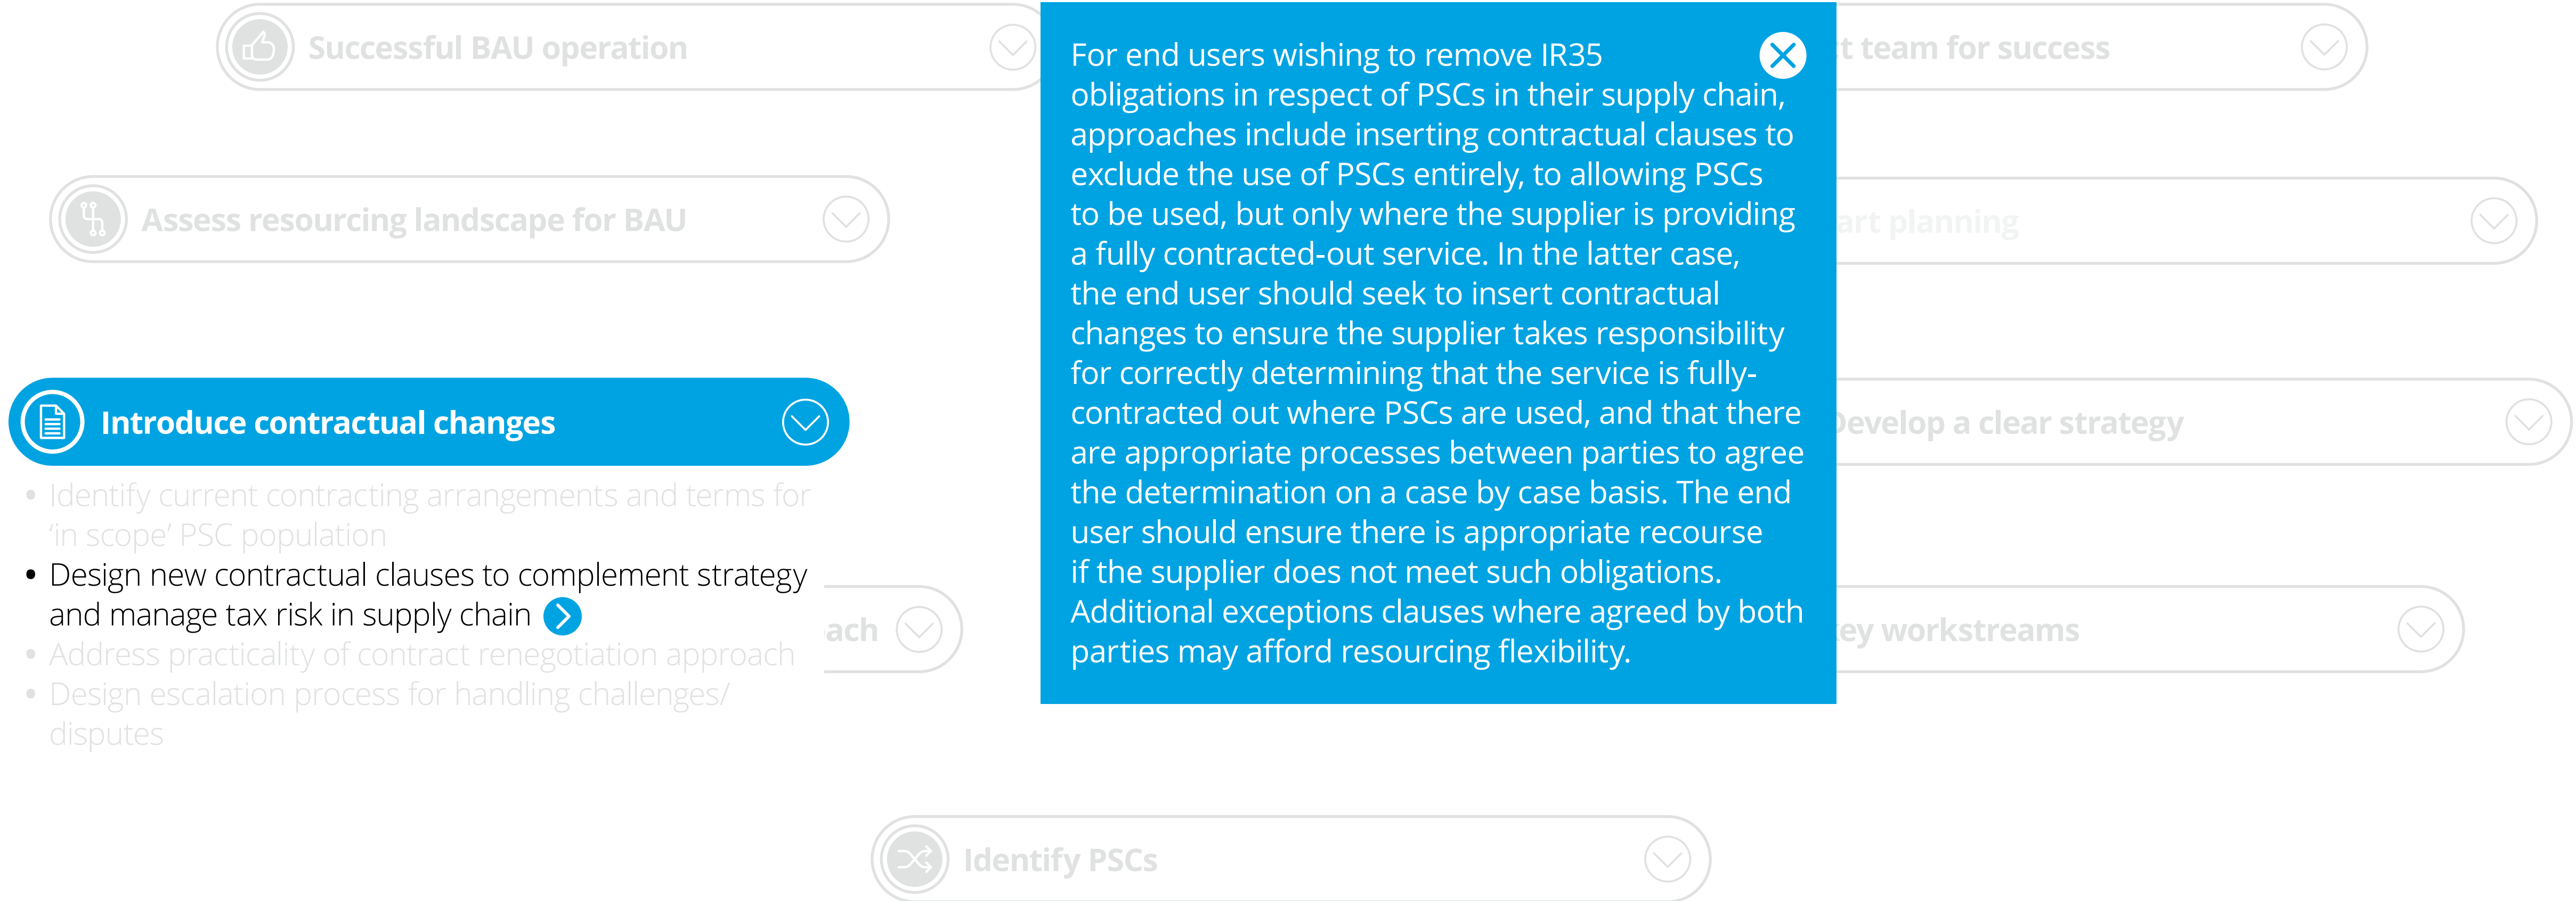 Successful BAU operation
Assess resourcing landscape for BAU
Introduce contractual changes
• Identify current contracting arrangements and terms for
‘in scope’ PSC population
• Design new contractual clauses to complement strategy
and manage tax risk in supply chain
• Address practicality of contract renegotiation approach
• Design escalation process for handling challenges/
disputes
For end users wishing to remove IR35
obligations in respect of PSCs in their supply chain,
approaches include inserting contractual clauses to
exclude the use of PSCs entirely, to allowing PSCs
to be used, but only where the supplier is providing
a fully contracted-out service. In the latter case,
the end user should seek to insert contractual
changes to ensure the supplier takes responsibility
for correctly determining that the service is fully-
contracted out where PSCs are used, and that there
are appropriate processes between parties to agree
the determination on a case by case basis. The end
user should ensure there is appropriate recourse
if the supplier does not meet such obligations.
Additional exceptions clauses where agreed by both
parties may afford resourcing flexibility.
team for success
planning
Develop a clear strategy
workstreams
Identify PSCs